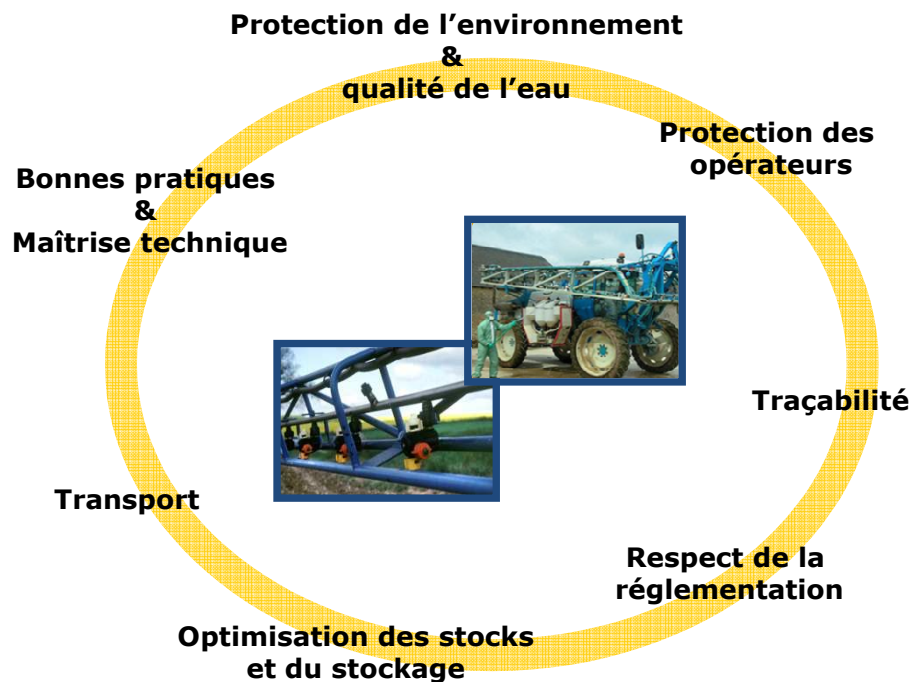 Protection de l'environnement
&
qualité de l'eau
Protection des
opérateurs
Traçabilité
Respect de la
réglementation
Optimisation des stocks
et du stockage
Transport
Bonnes pratiques
&
Maîtrise technique